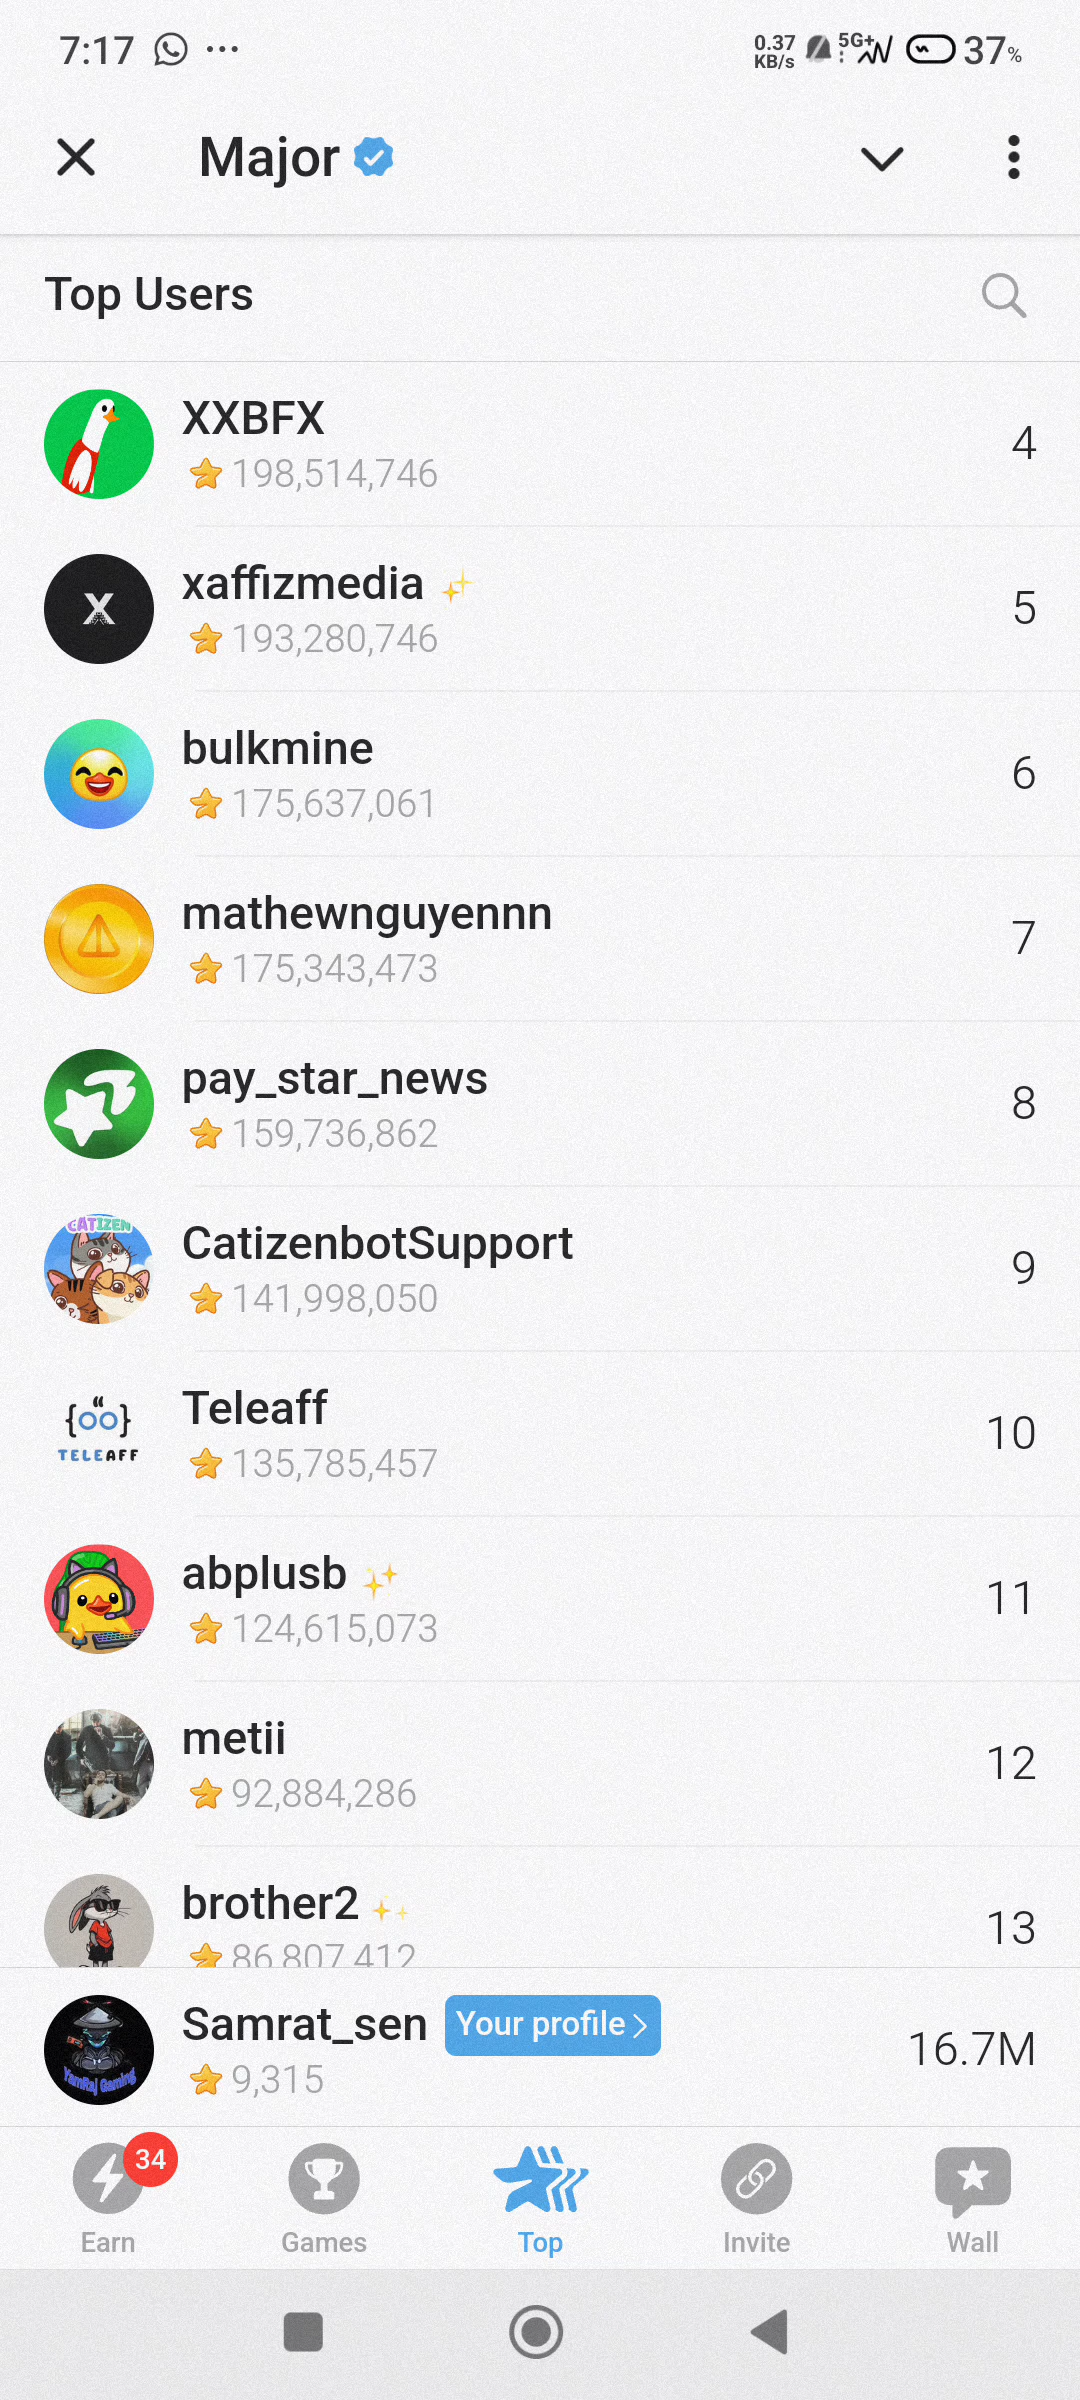 7:17 ... 0.37 KB/s 5G+ 37%
Major
Top Users
XXBFX
198,514,746
4
xaffizmedia
193,280,746
5
bulkmine
175,637,061
6
mathewnguyennn
175,343,473
7
pay_star_news
159,736,862
8
CATIZEN
CatizenbotSupport
141,998,050
9
{oo}
TELEAFF
Teleaff
135,785,457
10
abplusb
124,615,073
11
metii
92,884,286
12
brother2
86,807,412
13
YamRaj Gaming
Samrat_sen Your profile >
9,315
16.7M
34
Earn Games Top Invite Wall